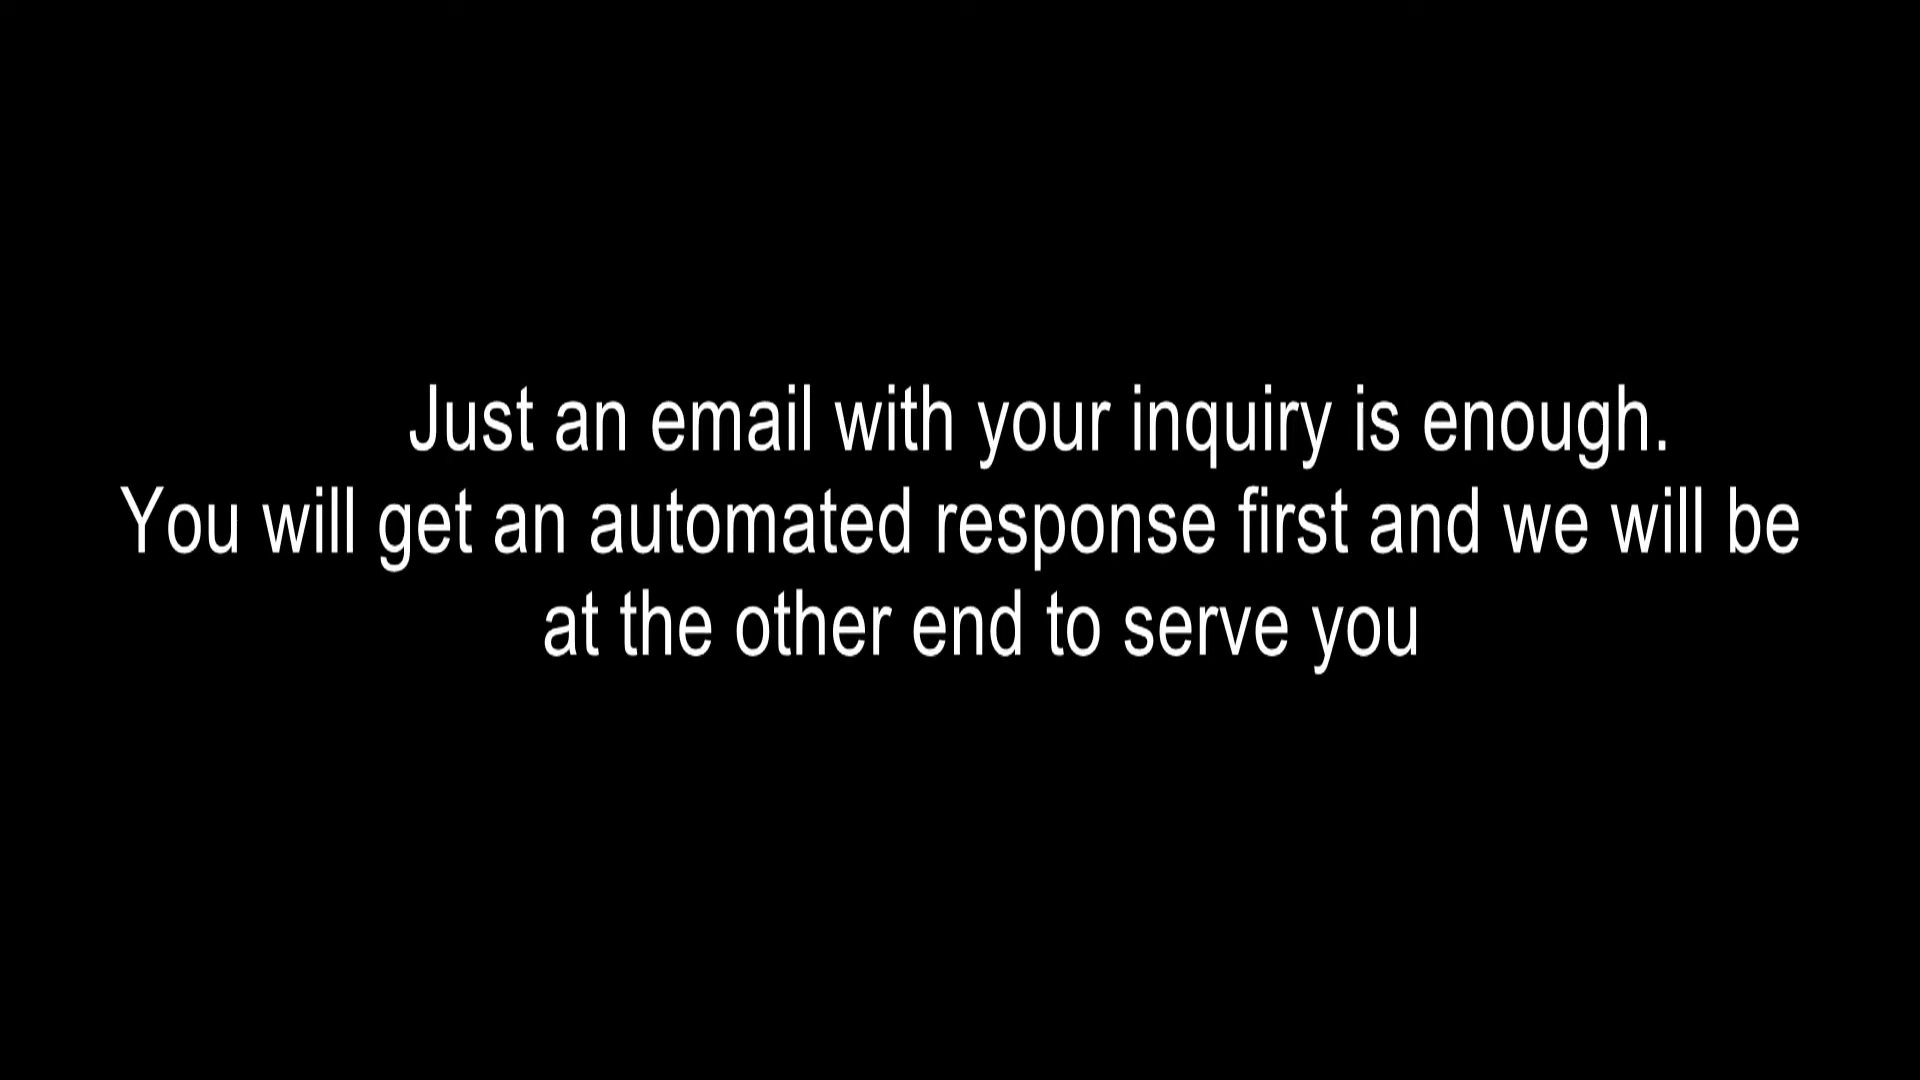 Just an email with your inquiry is enough.
You will get an automated response first and we will be
at the other end to serve you